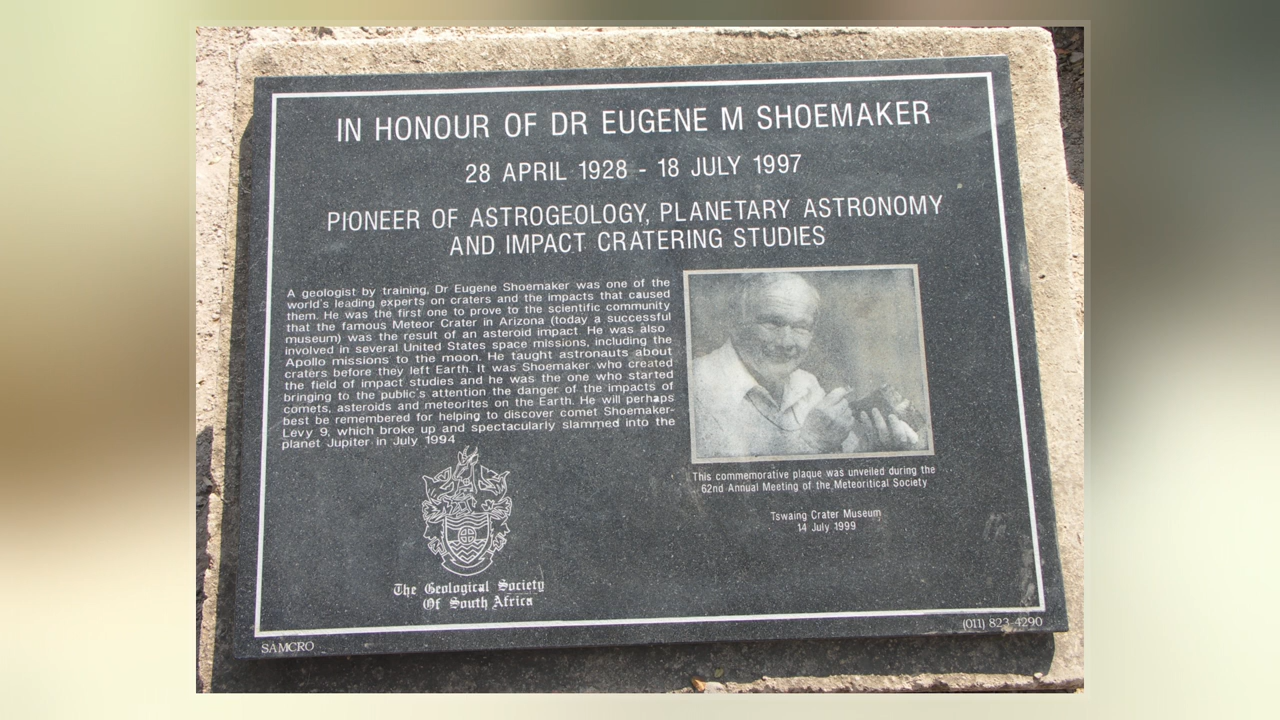 IN HONOUR OF DR EUGENE M SHOEMAKER
28 APRIL 1928 - 18 JULY 1997
PIONEER OF ASTROGEOLOGY, PLANETARY ASTRONOMY
AND IMPACT CRATERING STUDIES
A geologist by training, Dr Eugene Shoemaker was one of the
world's leading experts on craters and the impacts that caused
them. He was the first one to prove to the scientific community
that the famous Meteor Crater in Arizona (today a successful
museum) was the result of an asteroid impact. He was also
involved in several United States space missions, including the
Apollo missions to the moon. He taught astronauts about
craters before they left Earth. It was Shoemaker who created
the field of impact studies and he was the one who started
bringing to the public's attention the danger of the impacts of
comets, asteroids and meteorites on the Earth. He will perhaps
best be remembered for helping to discover comet Shoemaker-
Levy 9, which broke up and spectacularly slammed into the
planet Jupiter in July 1994
This commemorative plaque was unveiled during the
62nd Annual Meeting of the Meteoritical Society
Tswaing Crater Museum
14 July 1999
The Geological Society
Of South Africa
SAMCRO
(011) 823-4290